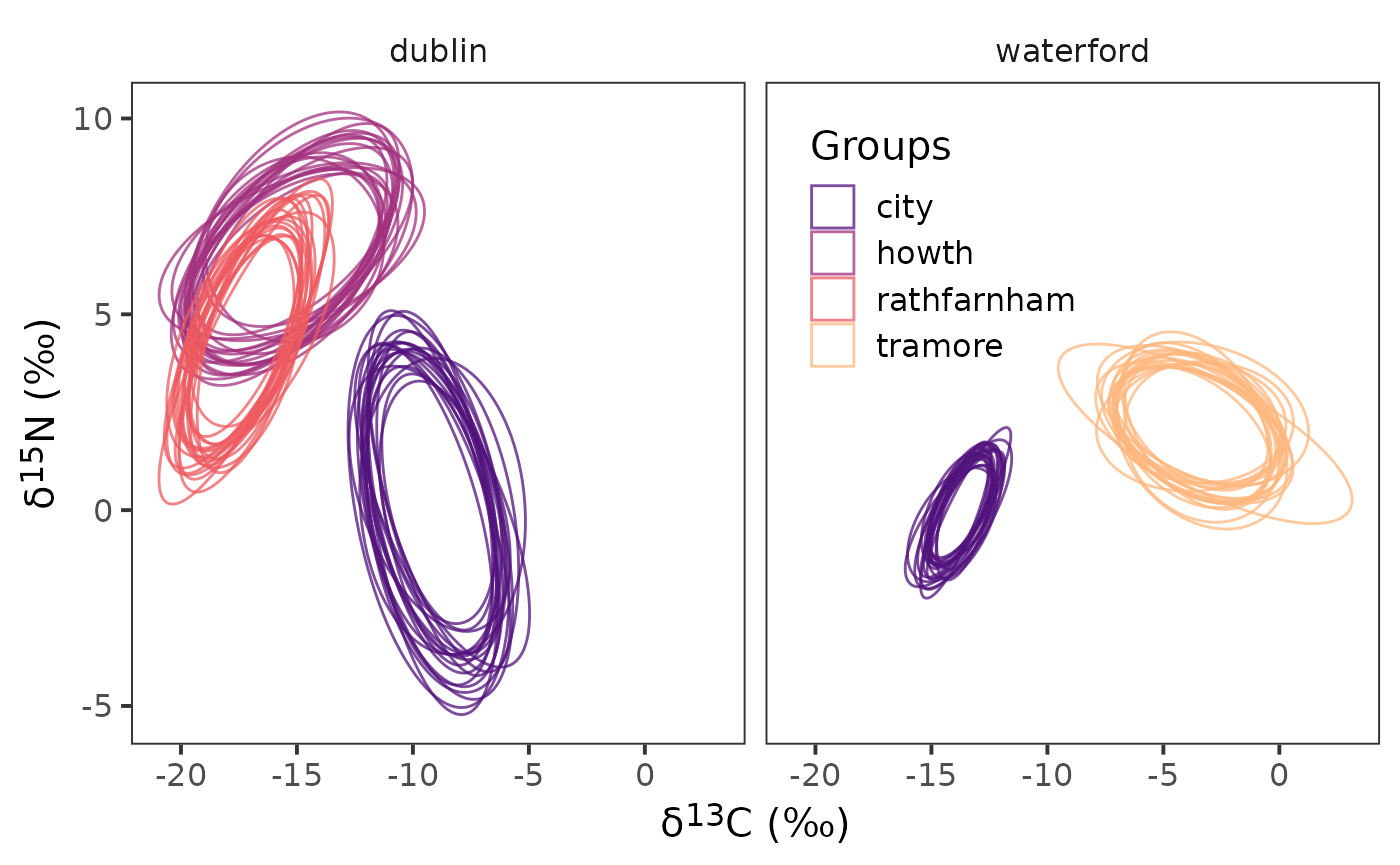 dublin
waterford
δ15N (‰)
10
5
0
-5
Groups
city
howth
rathfarnham
tramore
-20 -15 -10 -5 0
-20 -15 -10 -5 0
δ13C (‰)